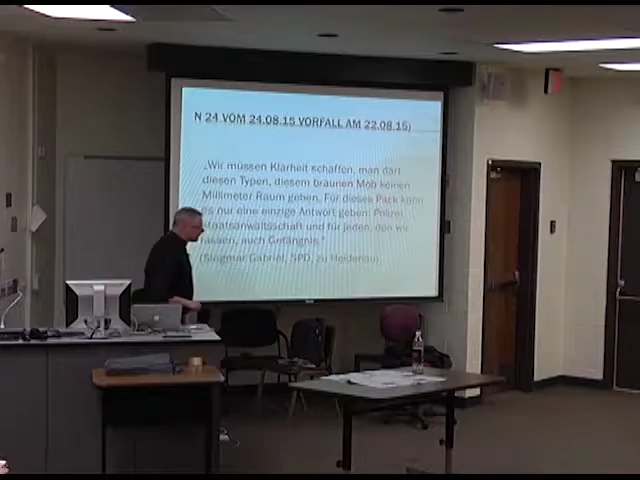 N 24 VOM 24.08.15 VORFALL AM 22.08.15)
„Wir müssen Klarheit schaffen, man darf
diesen Typen, diesem braunen Mob keinen
Millimeter Raum geben. Für dieses Pack kann
es nur eine einzige Antwort geben: Polizei,
Staatsanwaltschaft und für jeden, den wir
fassen, auch Gefängnis."
(Siegmar Gabriel, SPD, zu Heidenau)